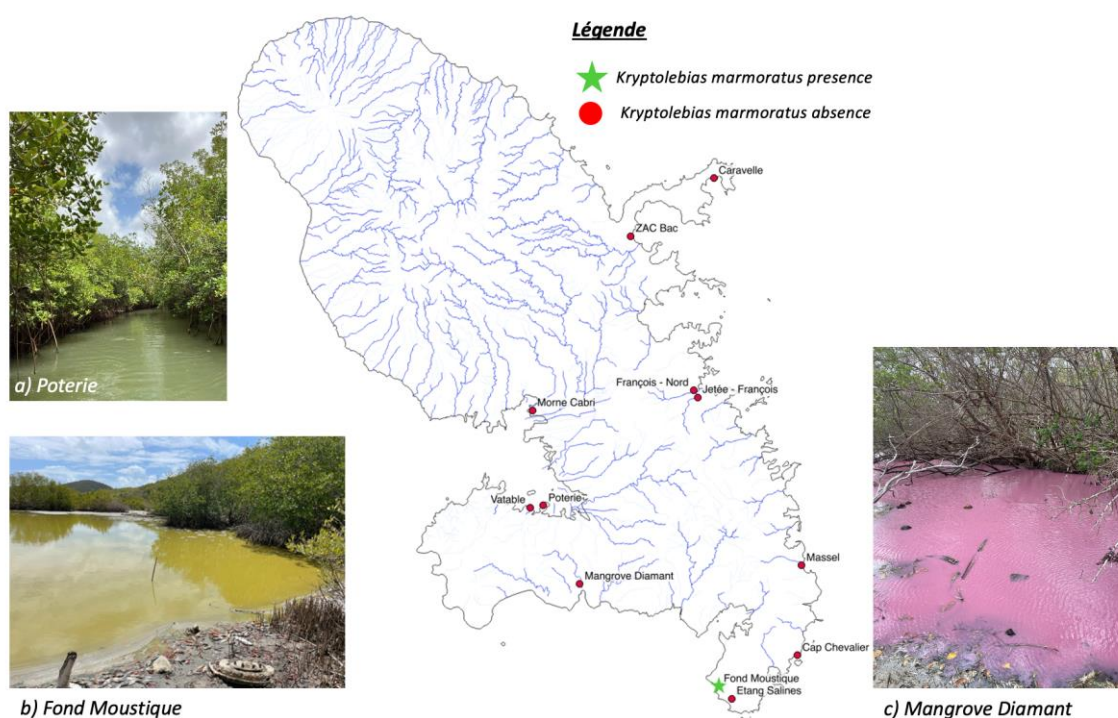 Légende
Kryptolebias marmoratus presence
Kryptolebias marmoratus absence
Caravelle
ZAC Bac
a) Poterie
François - Nord
Jetée - François
Morne Cabri
Vatable
Poterie
Massel
Mangrove Diamant
Cap Chevalier
Fond Moustique
Etang Salines
b) Fond Moustique
c) Mangrove Diamant